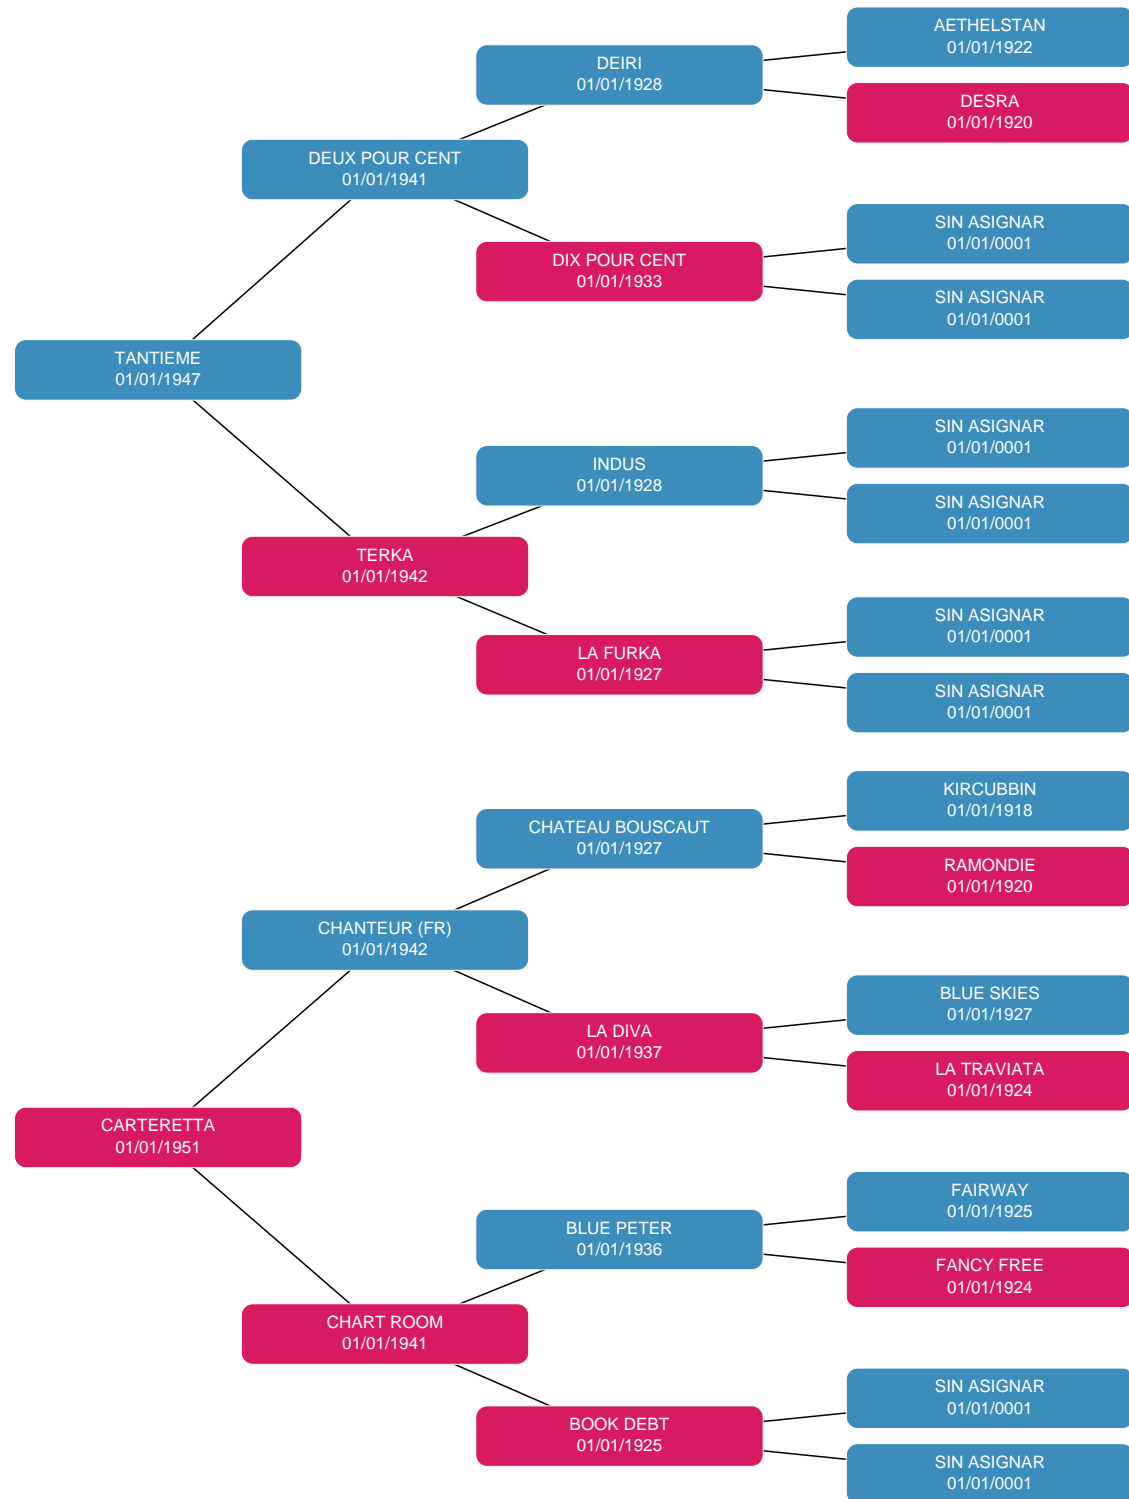 AETHELSTAN
01/01/1922
DEIRI
01/01/1928
DESRA
01/01/1920
DEUX POUR CENT
01/01/1941
SIN ASIGNAR
01/01/0001
DIX POUR CENT
01/01/1933
SIN ASIGNAR
01/01/0001
TANTIEME
01/01/1947
SIN ASIGNAR
01/01/0001
INDUS
01/01/1928
SIN ASIGNAR
01/01/0001
TERKA
01/01/1942
SIN ASIGNAR
01/01/0001
LA FURKA
01/01/1927
SIN ASIGNAR
01/01/0001
KIRCUBBIN
01/01/1918
CHATEAU BOUSCAUT
01/01/1927
RAMONDIE
01/01/1920
CHANTEUR (FR)
01/01/1942
BLUE SKIES
01/01/1927
LA DIVA
01/01/1937
LA TRAVIATA
01/01/1924
CARTERETTA
01/01/1951
FAIRWAY
01/01/1925
BLUE PETER
01/01/1936
FANCY FREE
01/01/1924
CHART ROOM
01/01/1941
SIN ASIGNAR
01/01/0001
BOOK DEBT
01/01/1925
SIN ASIGNAR
01/01/0001